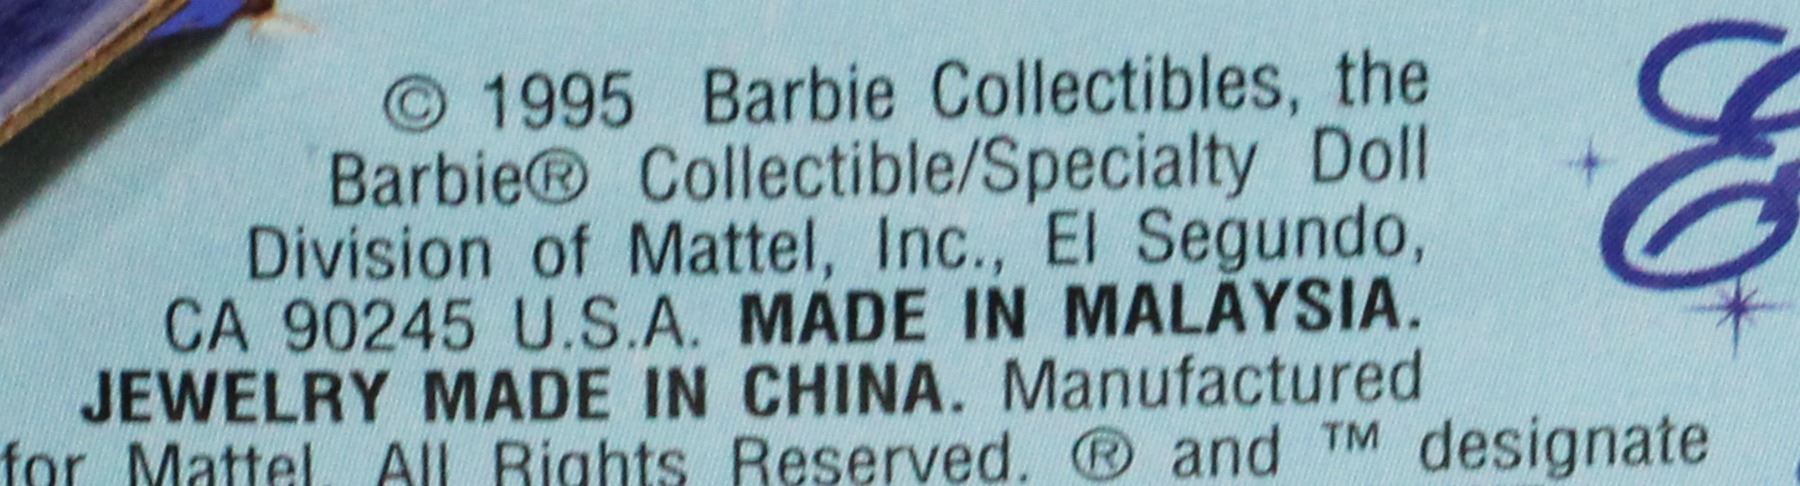 © 1995 Barbie Collectibles, the
Barbie® Collectible/Specialty Doll
Division of Mattel, Inc., El Segundo,
CA 90245 U.S.A. MADE IN MALAYSIA.
JEWELRY MADE IN CHINA. Manufactured
for Mattel. All Rights Reserved. ® and ™ designate